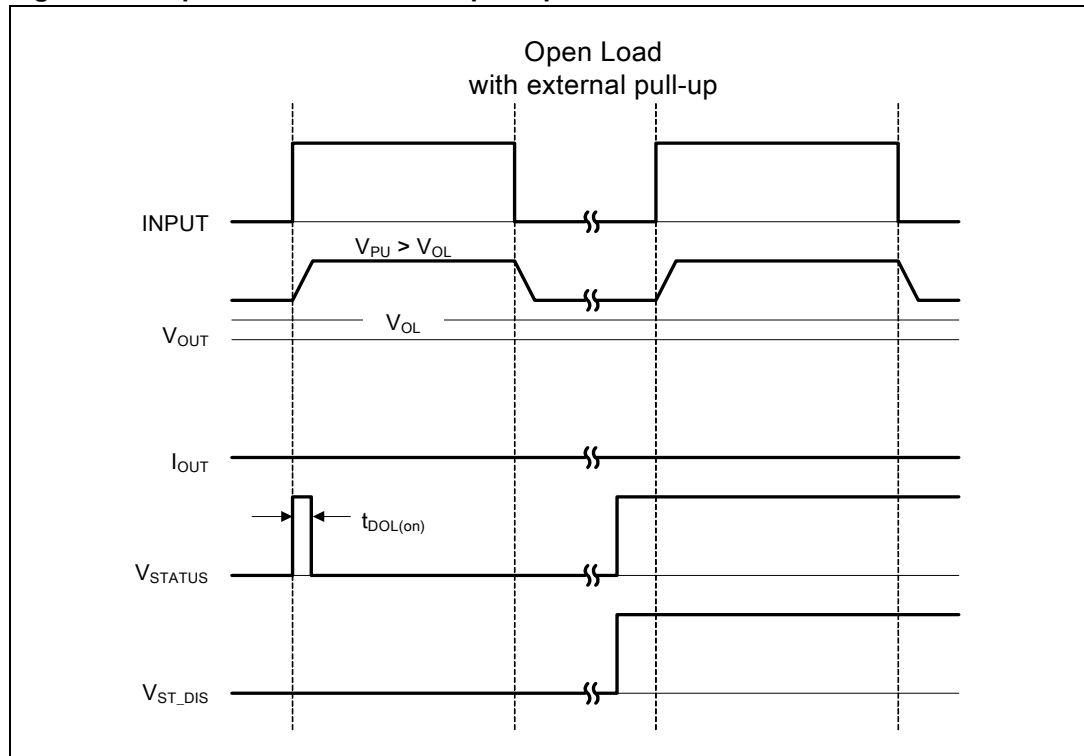 Open Load
with external pull-up
INPUT
V_PU > V_OL
V_OUT
V_OL
I_OUT
t_DOL(on)
V_STATUS
V_ST_DIS